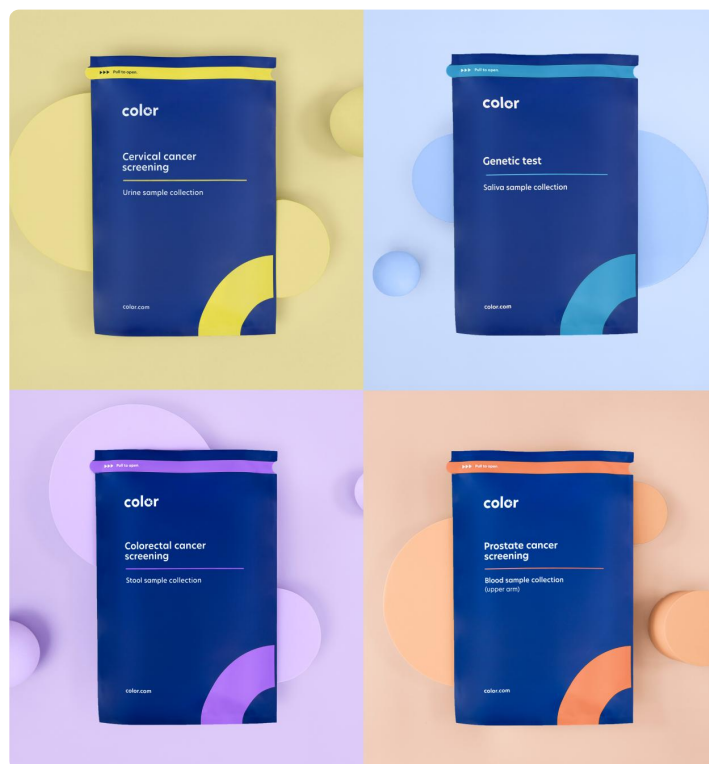 ▸▸▸ Pull to open
color
Cervical cancer
screening
Urine sample collection
color.com
▸▸▸ Pull to open
color
Genetic test
Saliva sample collection
color.com
▸▸▸ Pull to open
color
Colorectal cancer
screening
Stool sample collection
color.com
▸▸▸ Pull to open
color
Prostate cancer
screening
Blood sample collection
(upper arm)
color.com